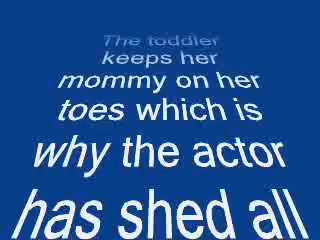 The toddler
keeps her
mommy on her
toes which is
why the actor
has shed all